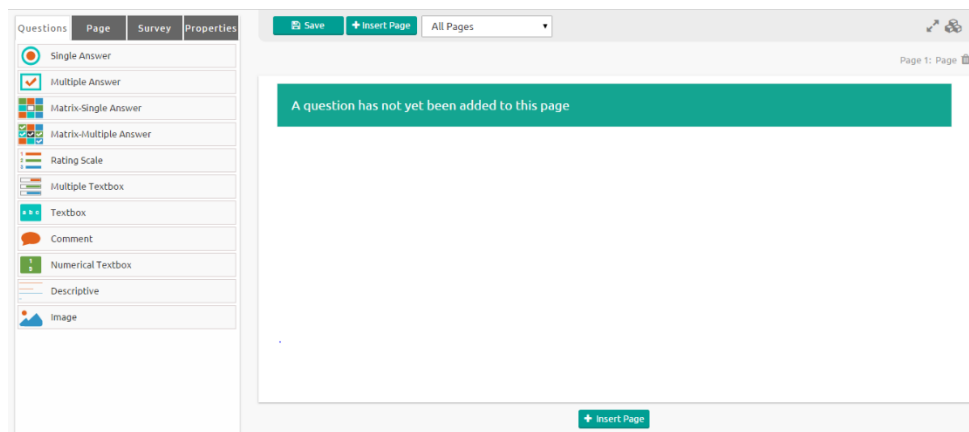 Questions Page Survey Properties
Single Answer
Multiple Answer
Matrix-Single Answer
Matrix-Multiple Answer
Rating Scale
Multiple Textbox
a b c Textbox
Comment
Numerical Textbox
Descriptive
Image
Save + Insert Page All Pages
Page 1: Page
A question has not yet been added to this page
+ Insert Page